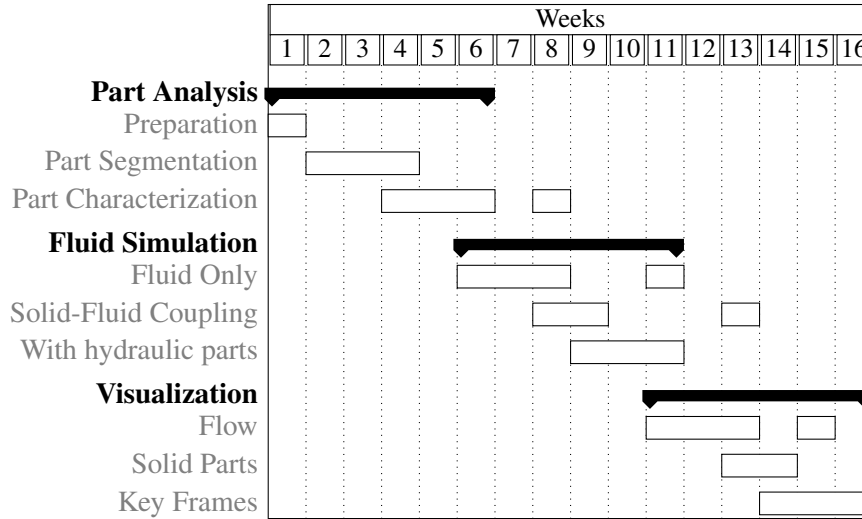 Weeks
1 2 3 4 5 6 7 8 9 10 11 12 13 14 15 16
Part Analysis
Preparation
Part Segmentation
Part Characterization
Fluid Simulation
Fluid Only
Solid-Fluid Coupling
With hydraulic parts
Visualization
Flow
Solid Parts
Key Frames